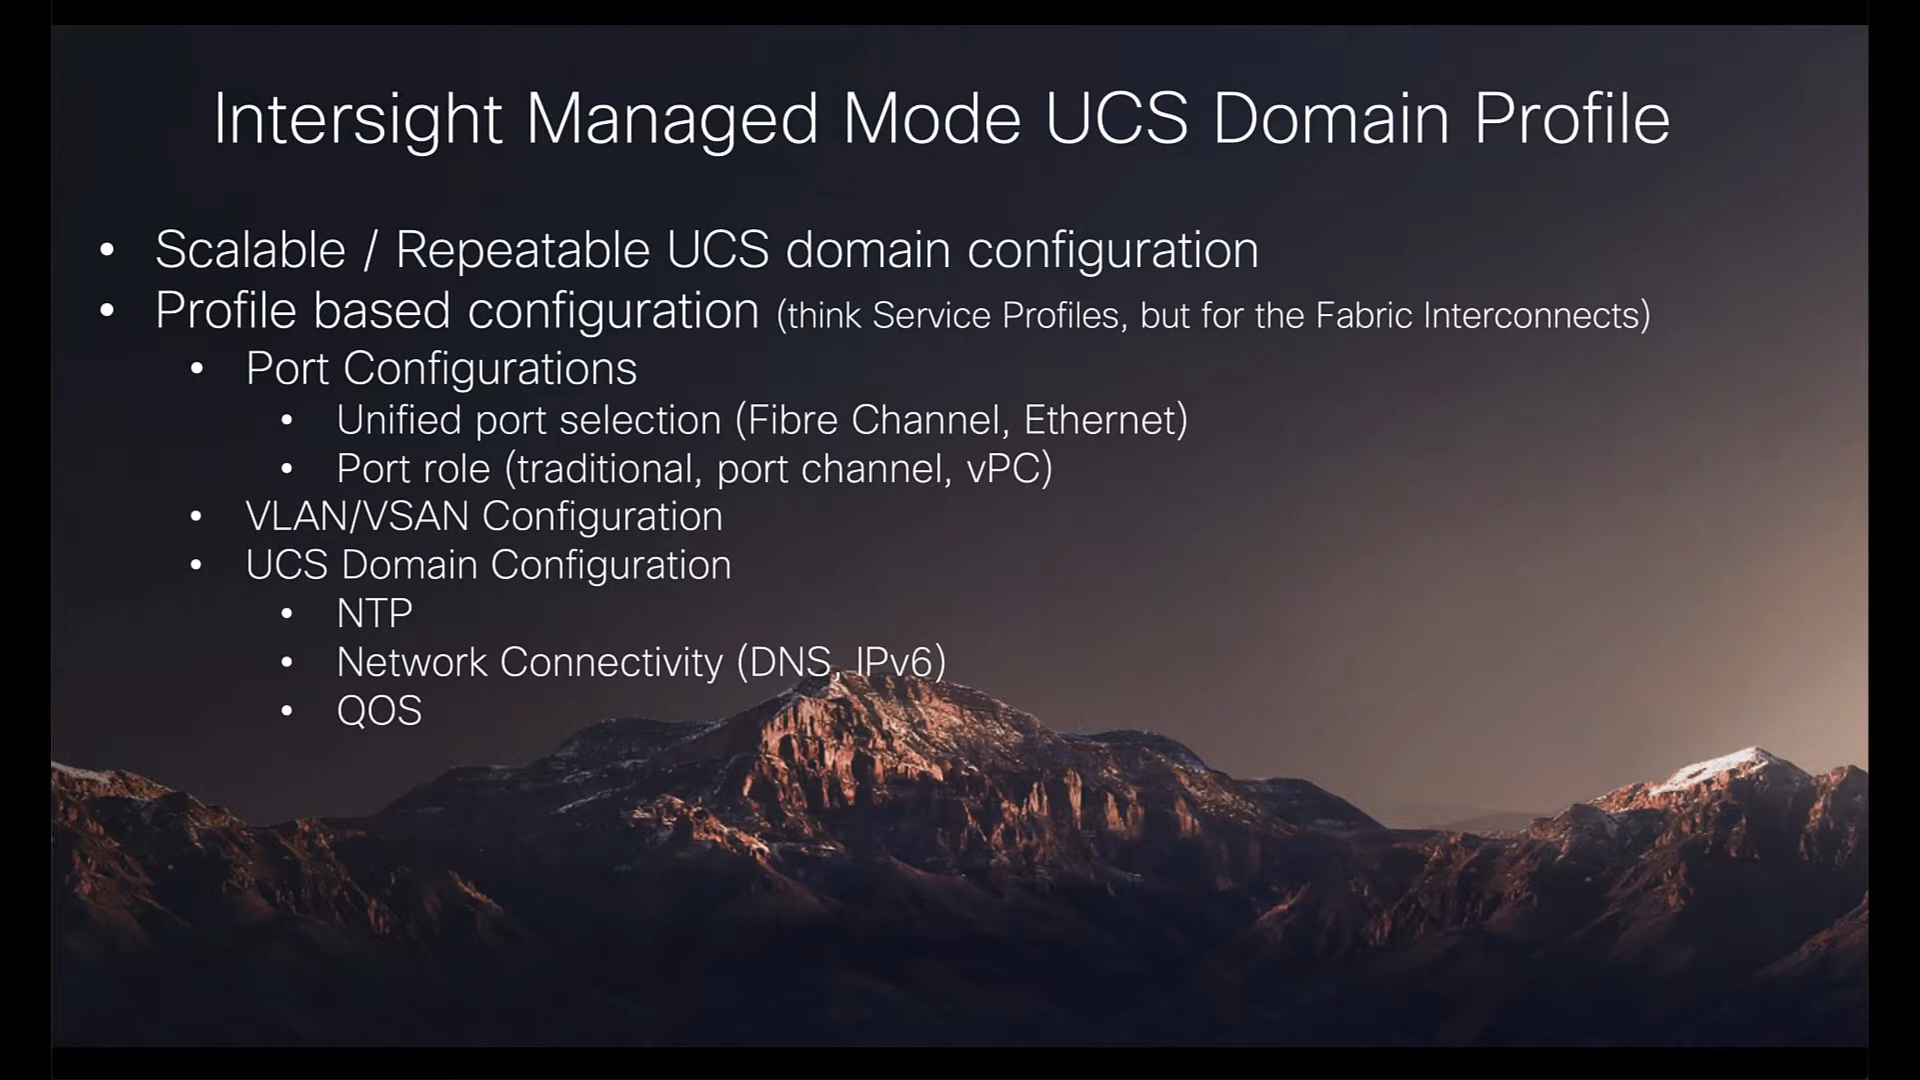 Intersight Managed Mode UCS Domain Profile
• Scalable / Repeatable UCS domain configuration
• Profile based configuration (think Service Profiles, but for the Fabric Interconnects)
• Port Configurations
• Unified port selection (Fibre Channel, Ethernet)
• Port role (traditional, port channel, vPC)
• VLAN/VSAN Configuration
• UCS Domain Configuration
• NTP
• Network Connectivity (DNS, IPv6)
• QOS